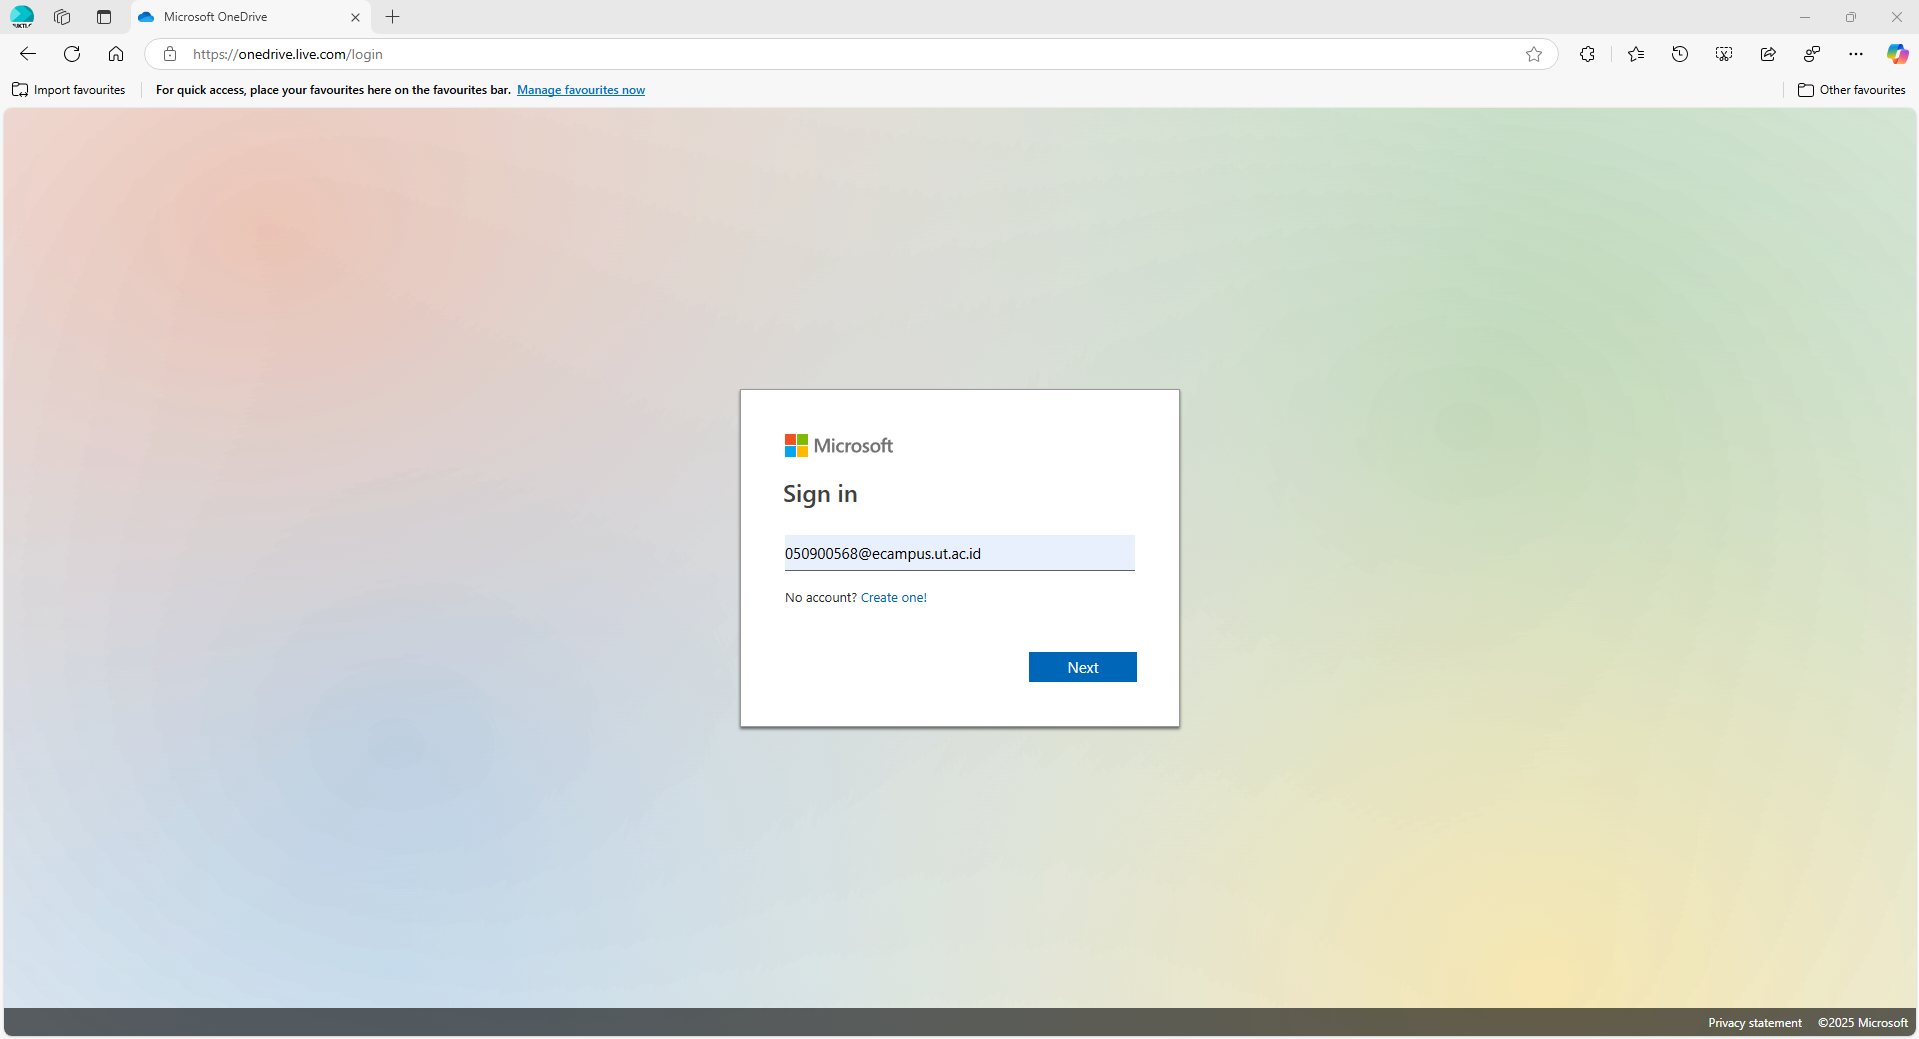 Microsoft OneDrive
https://onedrive.live.com/login
Import favourites
For quick access, place your favourites here on the favourites bar. Manage favourites now
Other favourites
Microsoft
Sign in
050900568@ecampus.ut.ac.id
No account? Create one!
Next
Privacy statement ©2025 Microsoft